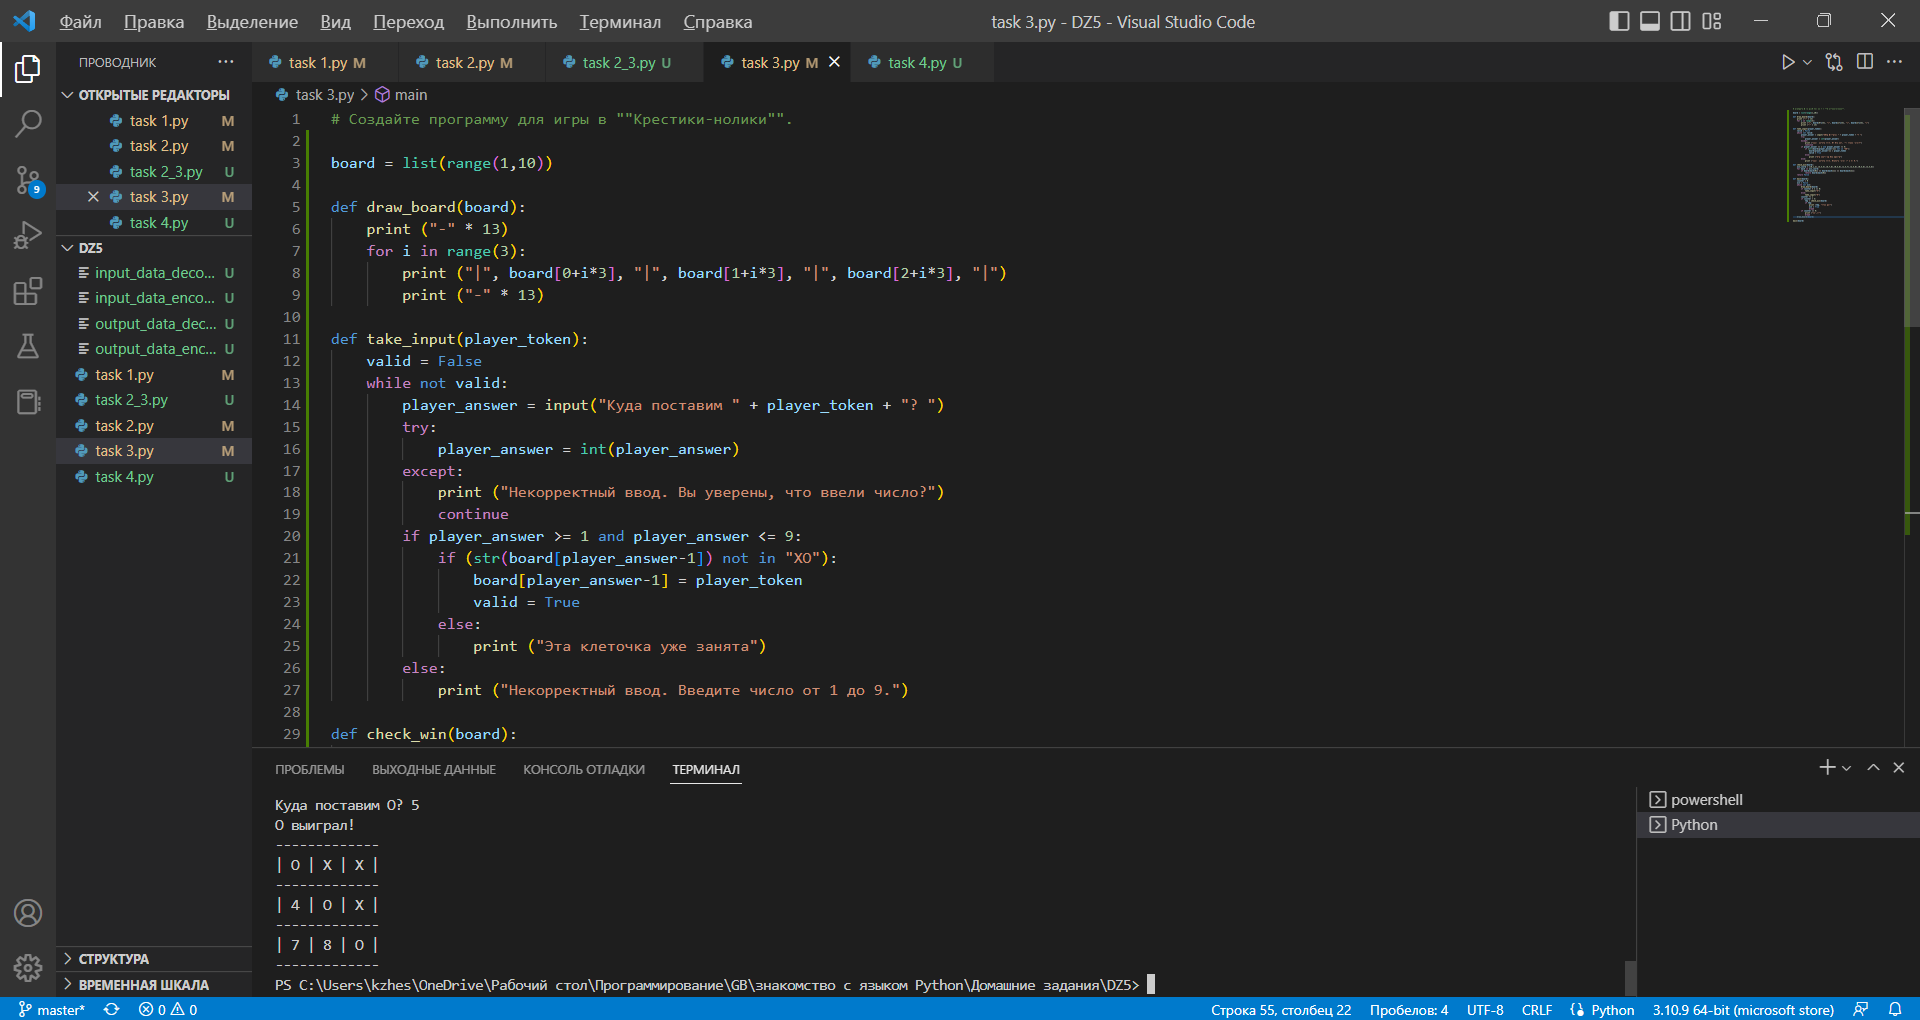 Файл Правка Выделение Вид Переход Выполнить Терминал Справка
task 3.py - DZ5 - Visual Studio Code
ПРОВОДНИК
ОТКРЫТЫЕ РЕДАКТОРЫ
task 1.py M
task 2.py M
task 2_3.py U
task 3.py M
task 4.py U
9
DZ5
input_data_deco... U
input_data_enco... U
output_data_dec... U
output_data_enc... U
task 1.py M
task 2_3.py U
task 2.py M
task 3.py M
task 4.py U
СТРУКТУРА
ВРЕМЕННАЯ ШКАЛА
task 1.py M task 2.py M task 2_3.py U task 3.py M task 4.py U
task 3.py > main
1 # Создайте программу для игры в ""Крестики-нолики"".
2
3 board = list(range(1,10))
4
5 def draw_board(board):
6 print ("-" * 13)
7 for i in range(3):
8 print ("|", board[0+i*3], "|", board[1+i*3], "|", board[2+i*3], "|")
9 print ("-" * 13)
10
11 def take_input(player_token):
12 valid = False
13 while not valid:
14 player_answer = input("Куда поставим " + player_token + "? ")
15 try:
16 player_answer = int(player_answer)
17 except:
18 print ("Некорректный ввод. Вы уверены, что ввели число?")
19 continue
20 if player_answer >= 1 and player_answer <= 9:
21 if (str(board[player_answer-1]) not in "XO"):
22 board[player_answer-1] = player_token
23 valid = True
24 else:
25 print ("Эта клеточка уже занята")
26 else:
27 print ("Некорректный ввод. Введите число от 1 до 9.")
28
29 def check_win(board):
ПРОБЛЕМЫ ВЫХОДНЫЕ ДАННЫЕ КОНСОЛЬ ОТЛАДКИ ТЕРМИНАЛ
Куда поставим O? 5
O выиграл!
-------------
| O | X | X |
-------------
| 4 | O | X |
-------------
| 7 | 8 | O |
-------------
PS C:\Users\kzhes\OneDrive\Рабочий стол\Программирование\GB\знакомство с языком Python\Домашние задания\DZ5>
powershell
Python
master* 0 0
Строка 55, столбец 22 Пробелов: 4 UTF-8 CRLF Python 3.10.9 64-bit (microsoft store)